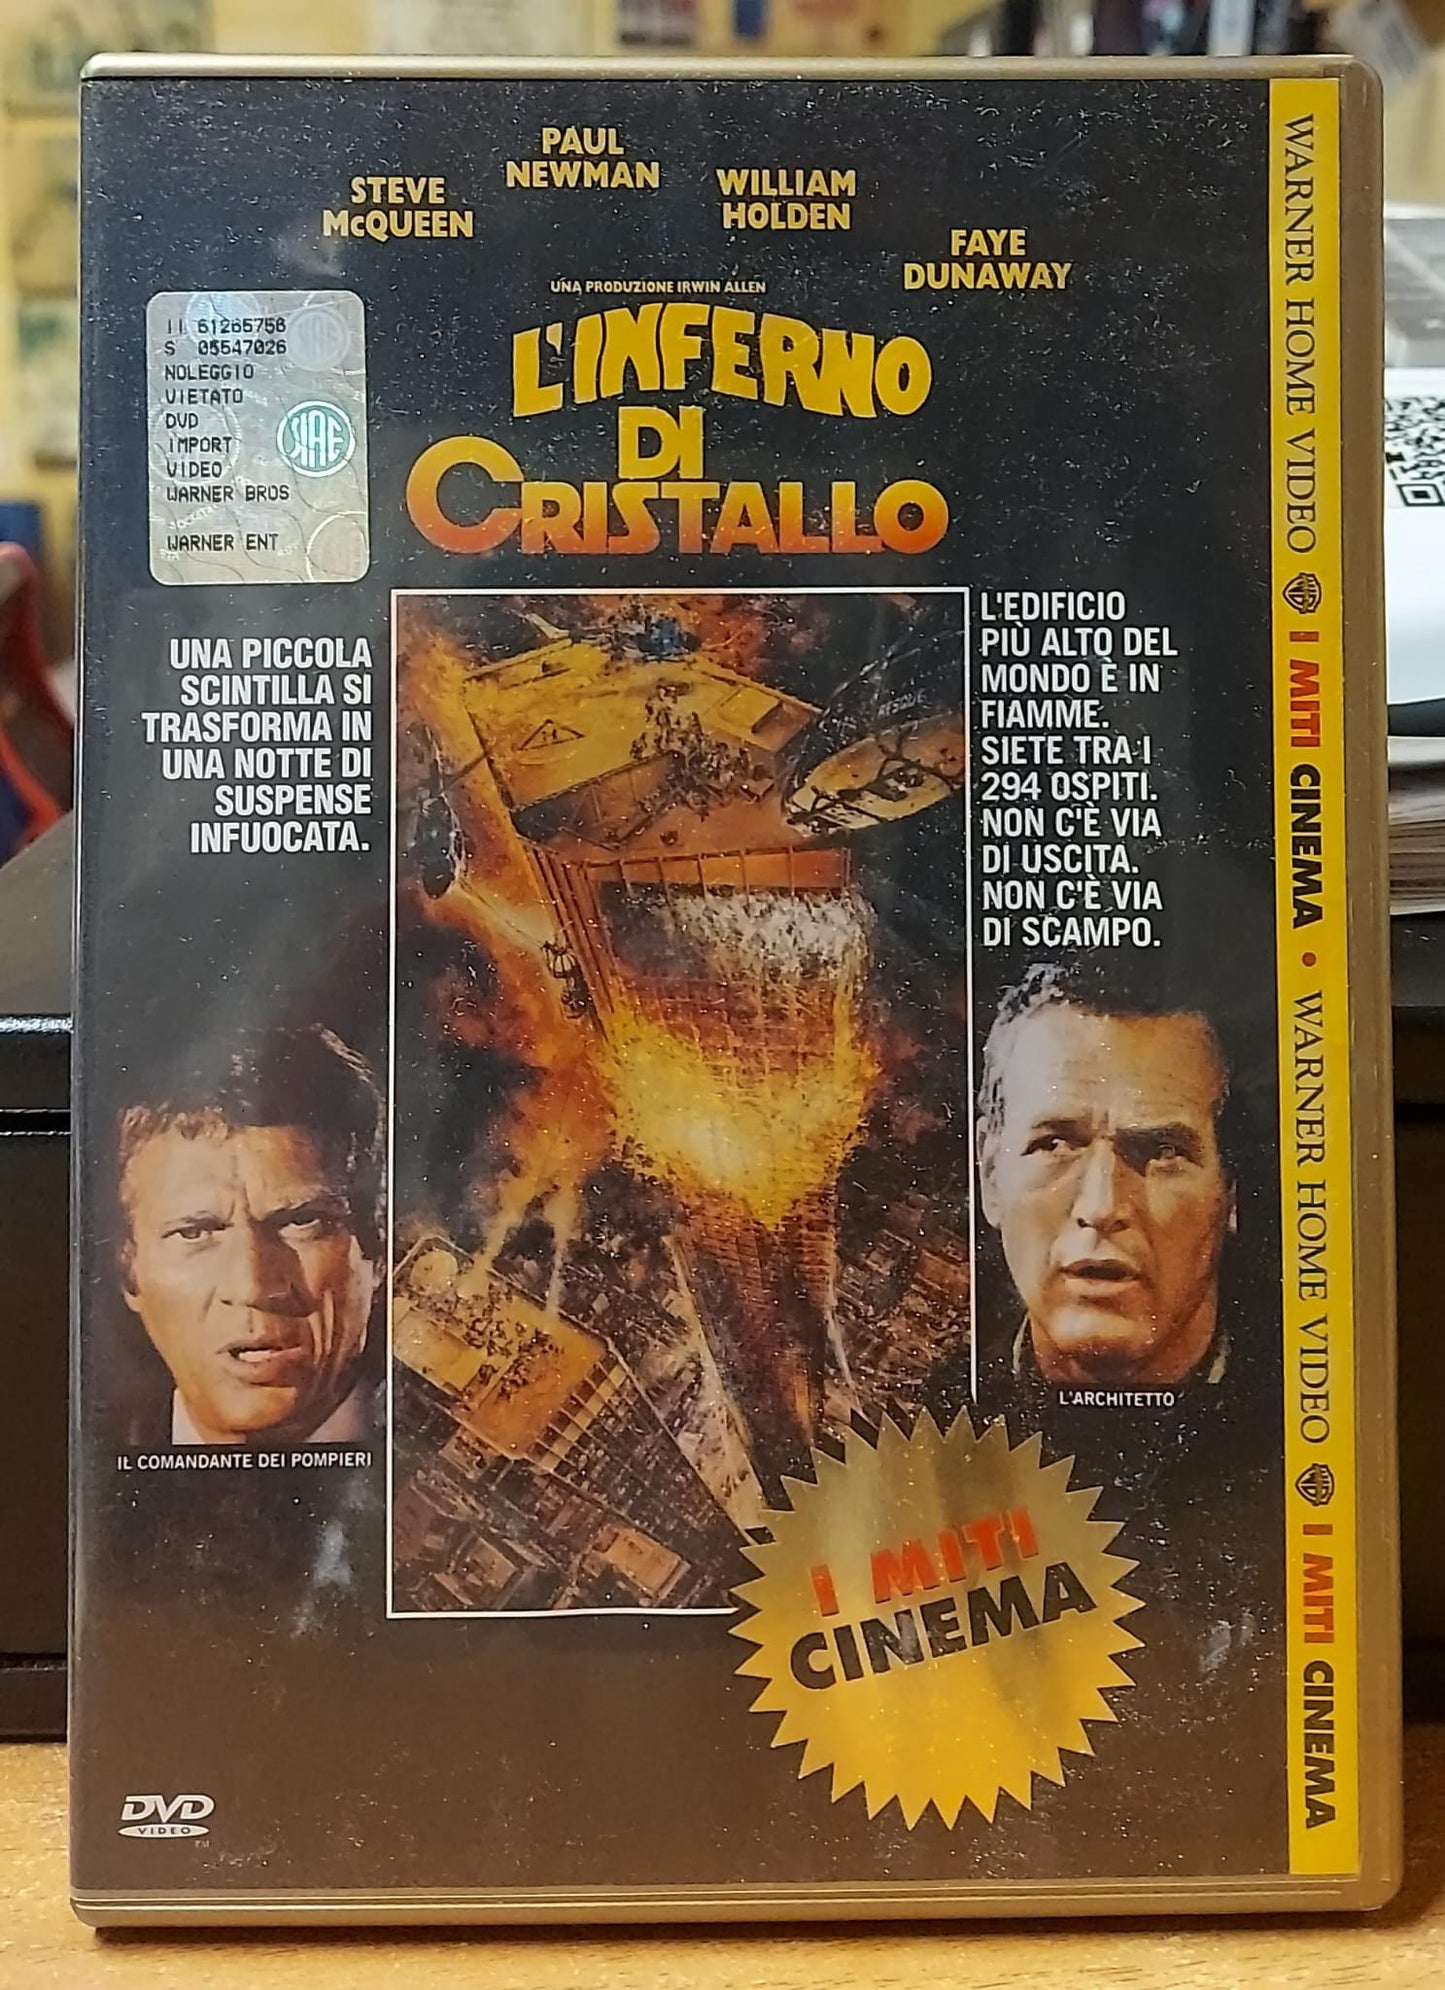 STEVE
McQUEEN
PAUL
NEWMAN
WILLIAM
HOLDEN
FAYE
DUNAWAY
UNA PRODUZIONE IRWIN ALLEN
L'INFERNO
DI
CRISTALLO
II 61265758
S 05547026
NOLEGGIO
VIETATO
DVD
IMPORT
VIDEO
WARNER BROS
WARNER ENT
SIAE
UNA PICCOLA
SCINTILLA SI
TRASFORMA IN
UNA NOTTE DI
SUSPENSE
INFUOCATA.
L'EDIFICIO
PIÙ ALTO DEL
MONDO È IN
FIAMME.
SIETE TRA I
294 OSPITI.
NON C'È VIA
DI USCITA.
NON C'È VIA
DI SCAMPO.
RESCUE
IL COMANDANTE DEI POMPIERI
L'ARCHITETTO
I MITI
CINEMA
DVD
VIDEO
TM
WARNER HOME VIDEO I MITI CINEMA • WARNER HOME VIDEO I MITI CINEMA